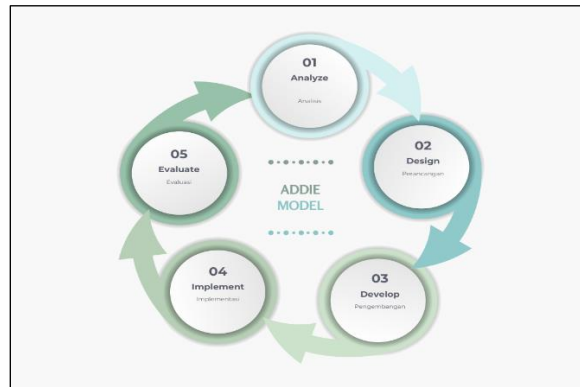 01
Analyze
Analisis
02
Design
Perancangan
03
Develop
Pengembangan
04
Implement
Implementasi
05
Evaluate
Evaluasi
ADDIE
MODEL